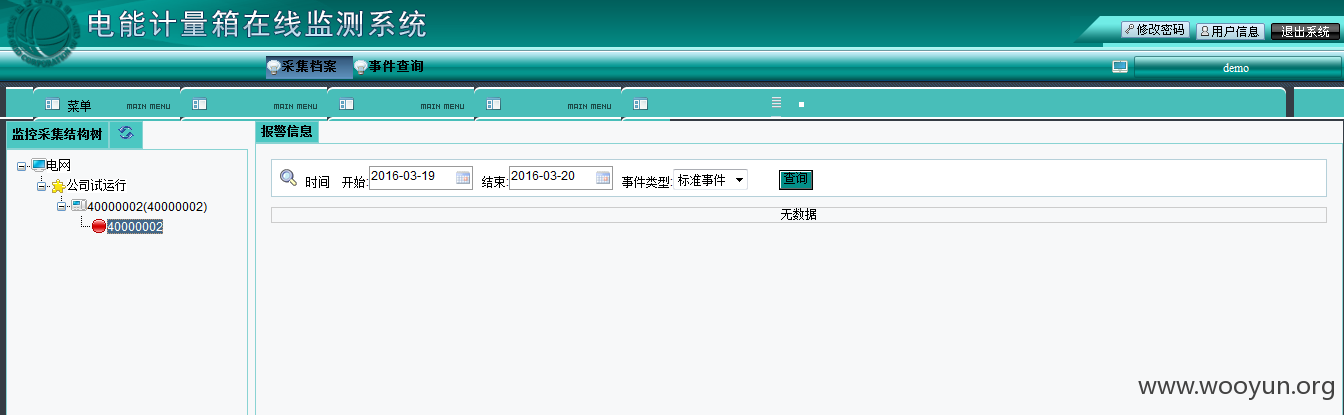 电能计量箱在线监测系统
修改密码 用户信息 退出系统
采集档案 事件查询 demo
菜单 MAIN MENU MAIN MENU MAIN MENU MAIN MENU
监控采集结构树 报警信息
电网
公司试运行
40000002(40000002)
40000002
时间 开始: 2016-03-19 结束: 2016-03-20 事件类型: 标准事件 查询
无数据
www.wooyun.org